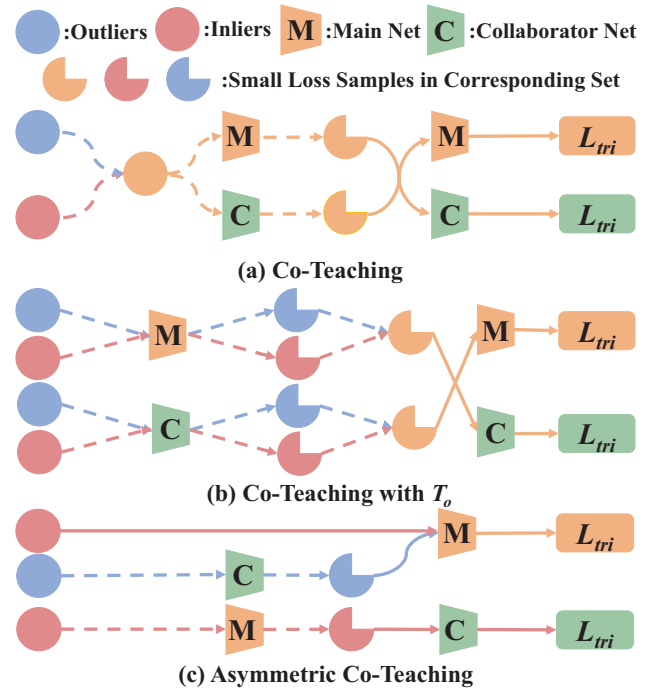 :Outliers :Inliers M :Main Net C :Collaborator Net
:Small Loss Samples in Corresponding Set
M M L_tri
C C L_tri
(a) Co-Teaching
M M L_tri
C C L_tri
(b) Co-Teaching with T_o
M L_tri
C
M C L_tri
(c) Asymmetric Co-Teaching